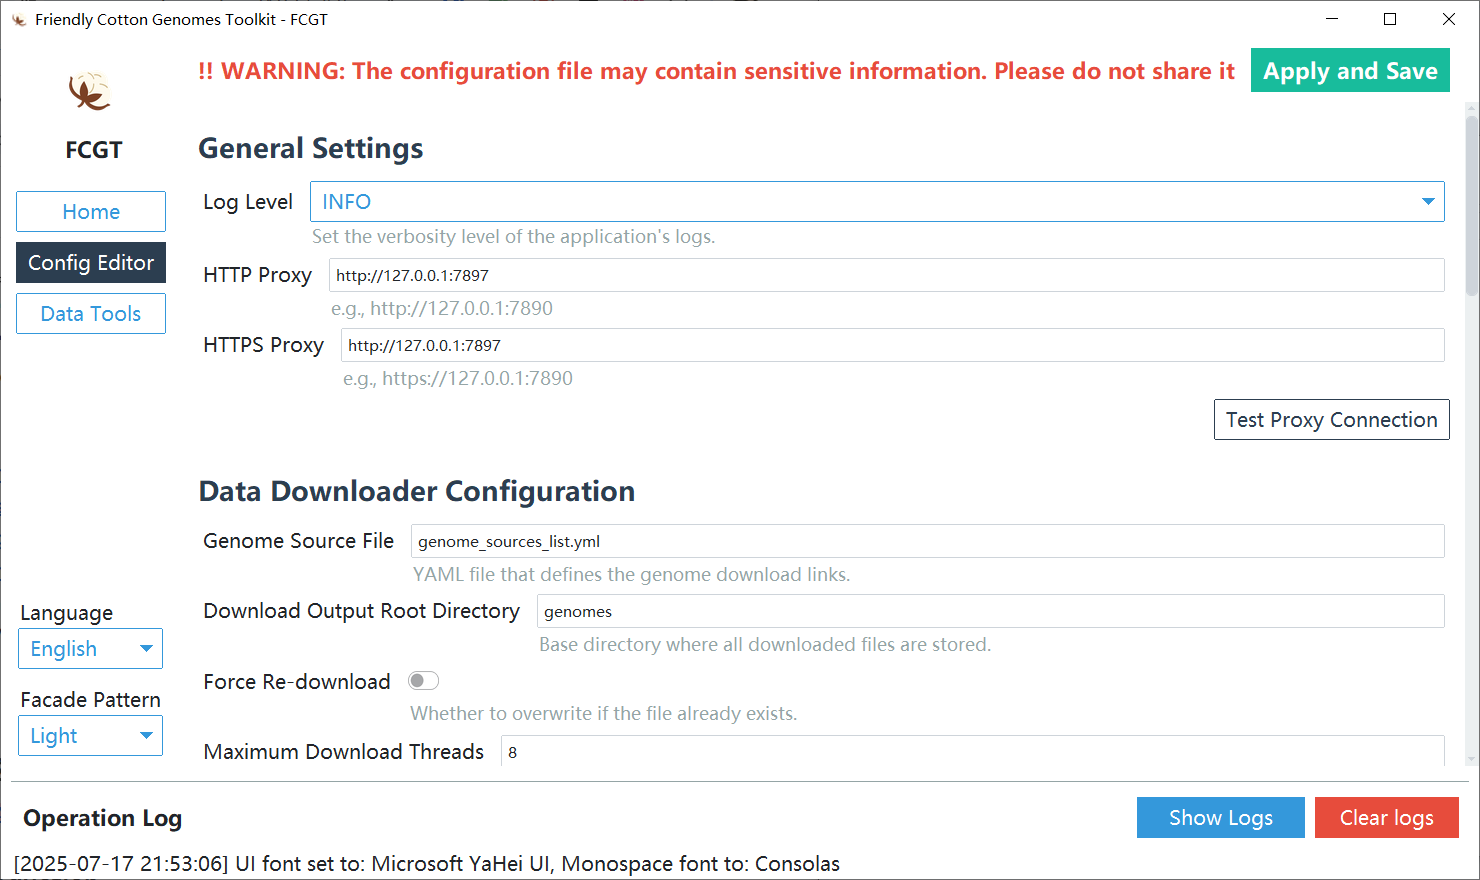 Friendly Cotton Genomes Toolkit - FCGT
!! WARNING: The configuration file may contain sensitive information. Please do not share it
Apply and Save
FCGT
Home
Config Editor
Data Tools
General Settings
Log Level
INFO
Set the verbosity level of the application's logs.
HTTP Proxy
http://127.0.0.1:7897
e.g., http://127.0.0.1:7890
HTTPS Proxy
http://127.0.0.1:7897
e.g., https://127.0.0.1:7890
Test Proxy Connection
Data Downloader Configuration
Genome Source File
genome_sources_list.yml
YAML file that defines the genome download links.
Download Output Root Directory
genomes
Base directory where all downloaded files are stored.
Force Re-download
Whether to overwrite if the file already exists.
Maximum Download Threads
8
Language
English
Facade Pattern
Light
Operation Log
Show Logs
Clear logs
[2025-07-17 21:53:06] UI font set to: Microsoft YaHei UI, Monospace font to: Consolas